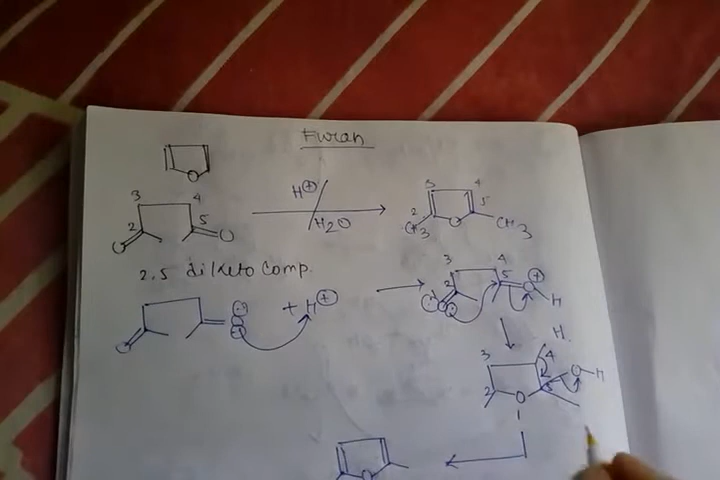 Furan
O
3 4
2 5
O O
H⊕/H2O
3 4
2 5
CH3 O CH3
2.5 diketo Comp.
O O + H⊕
3 4
2 5
O O⊕ H
H
3 4
2 O O-H
1
O